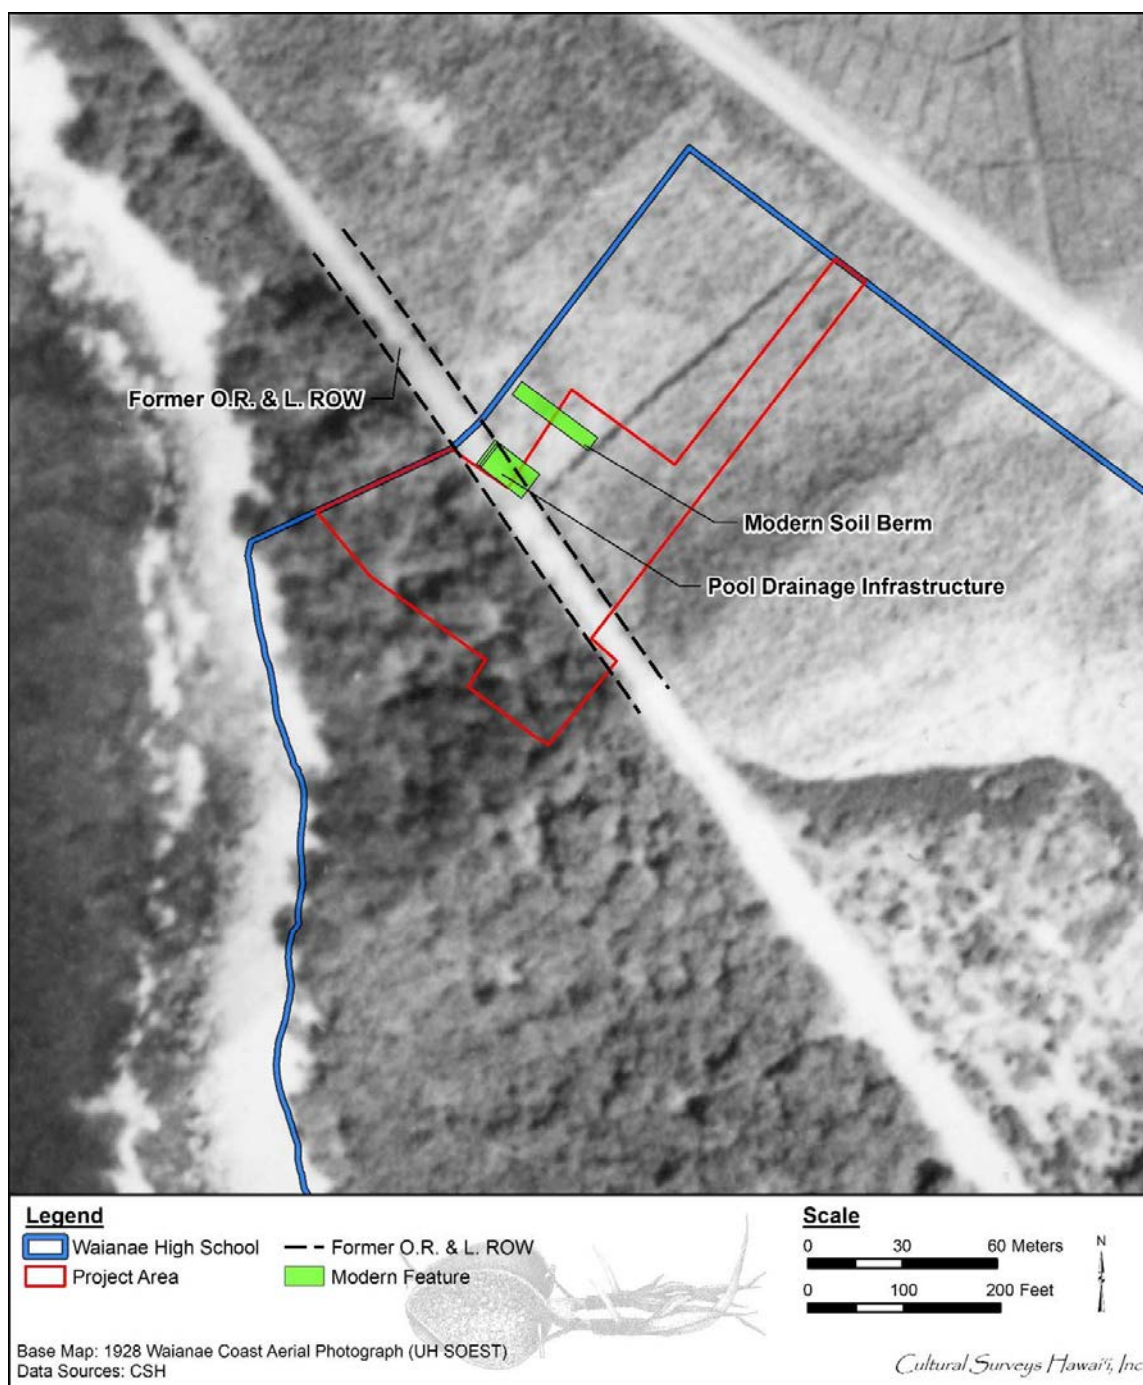 Former O.R. & L. ROW
Modern Soil Berm
Pool Drainage Infrastructure
Legend
Waianae High School
Former O.R. & L. ROW
Project Area
Modern Feature
Scale
0 30 60 Meters
0 100 200 Feet
N
Base Map: 1928 Waianae Coast Aerial Photograph (UH SOEST)
Data Sources: CSH
Cultural Surveys Hawai'i, Inc